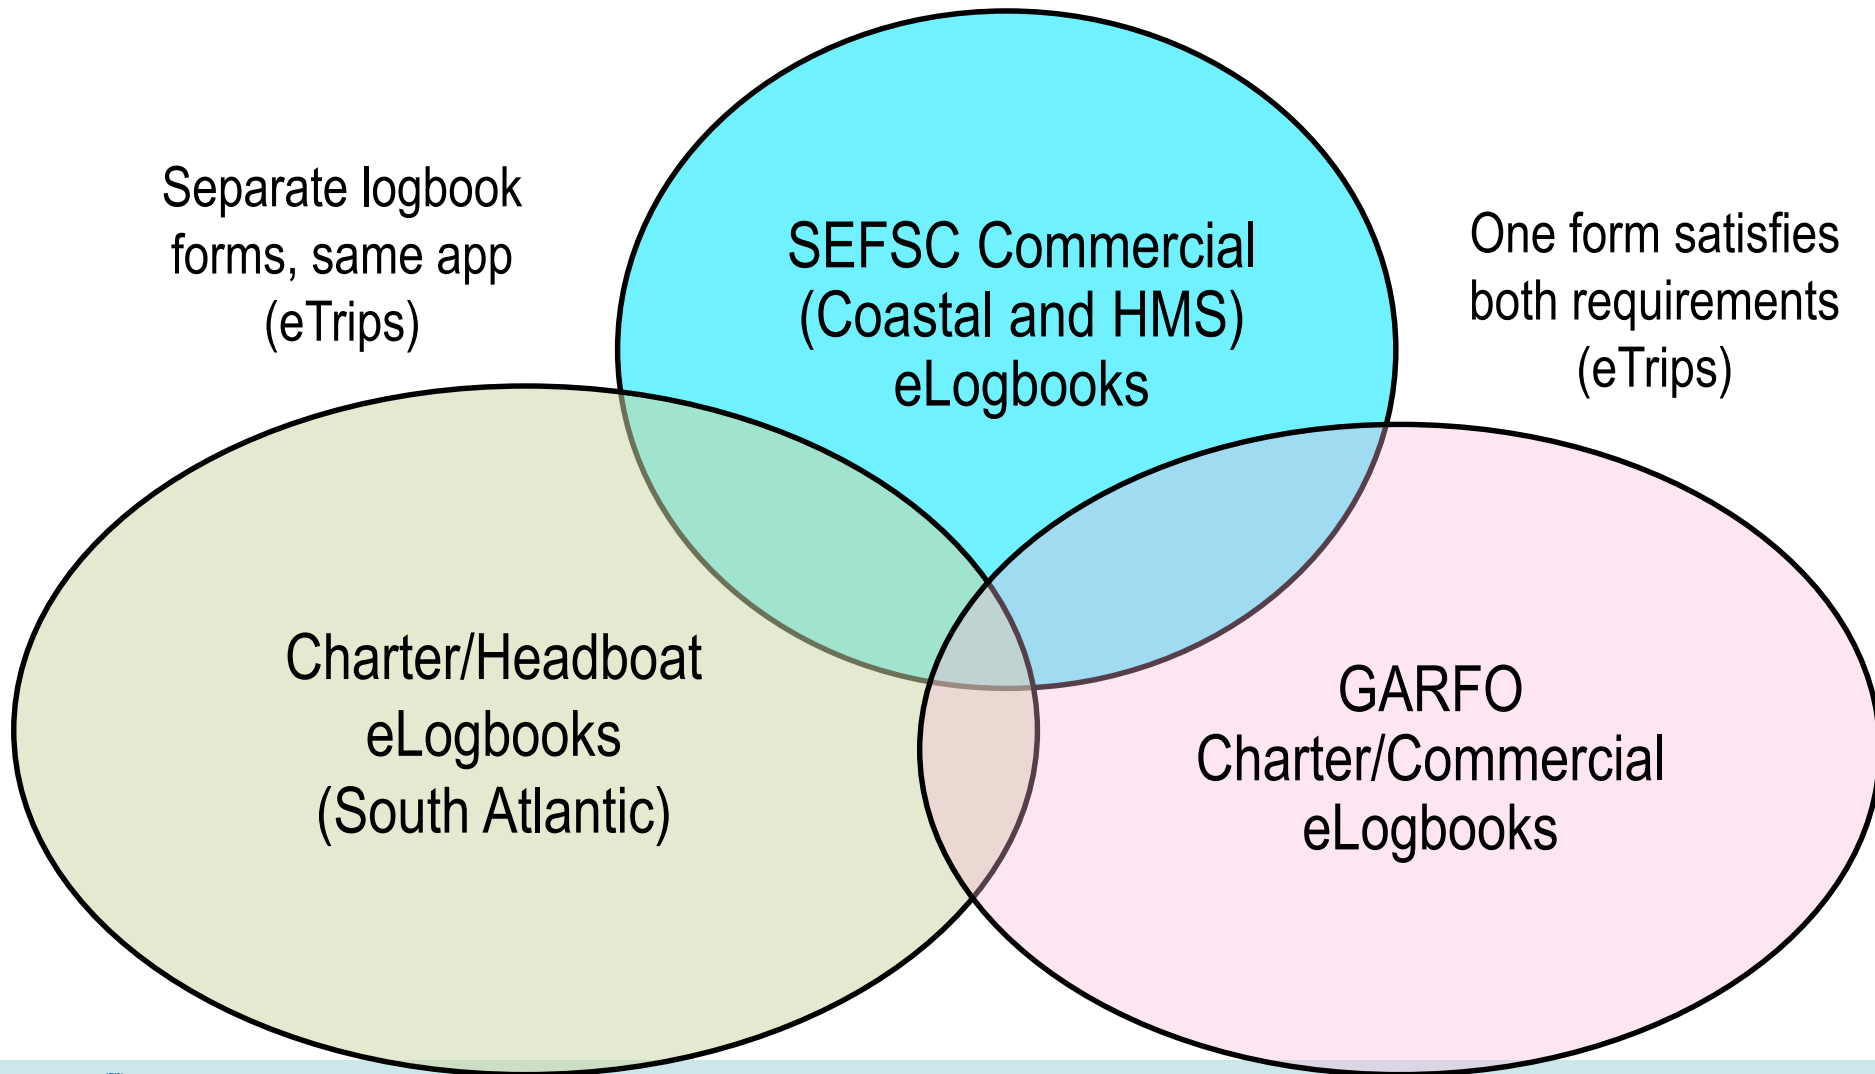 Separate logbook
forms, same app
(eTrips)
SEFSC Commercial
(Coastal and HMS)
eLogbooks
One form satisfies
both requirements
(eTrips)
Charter/Headboat
eLogbooks
(South Atlantic)
GARFO
Charter/Commercial
eLogbooks